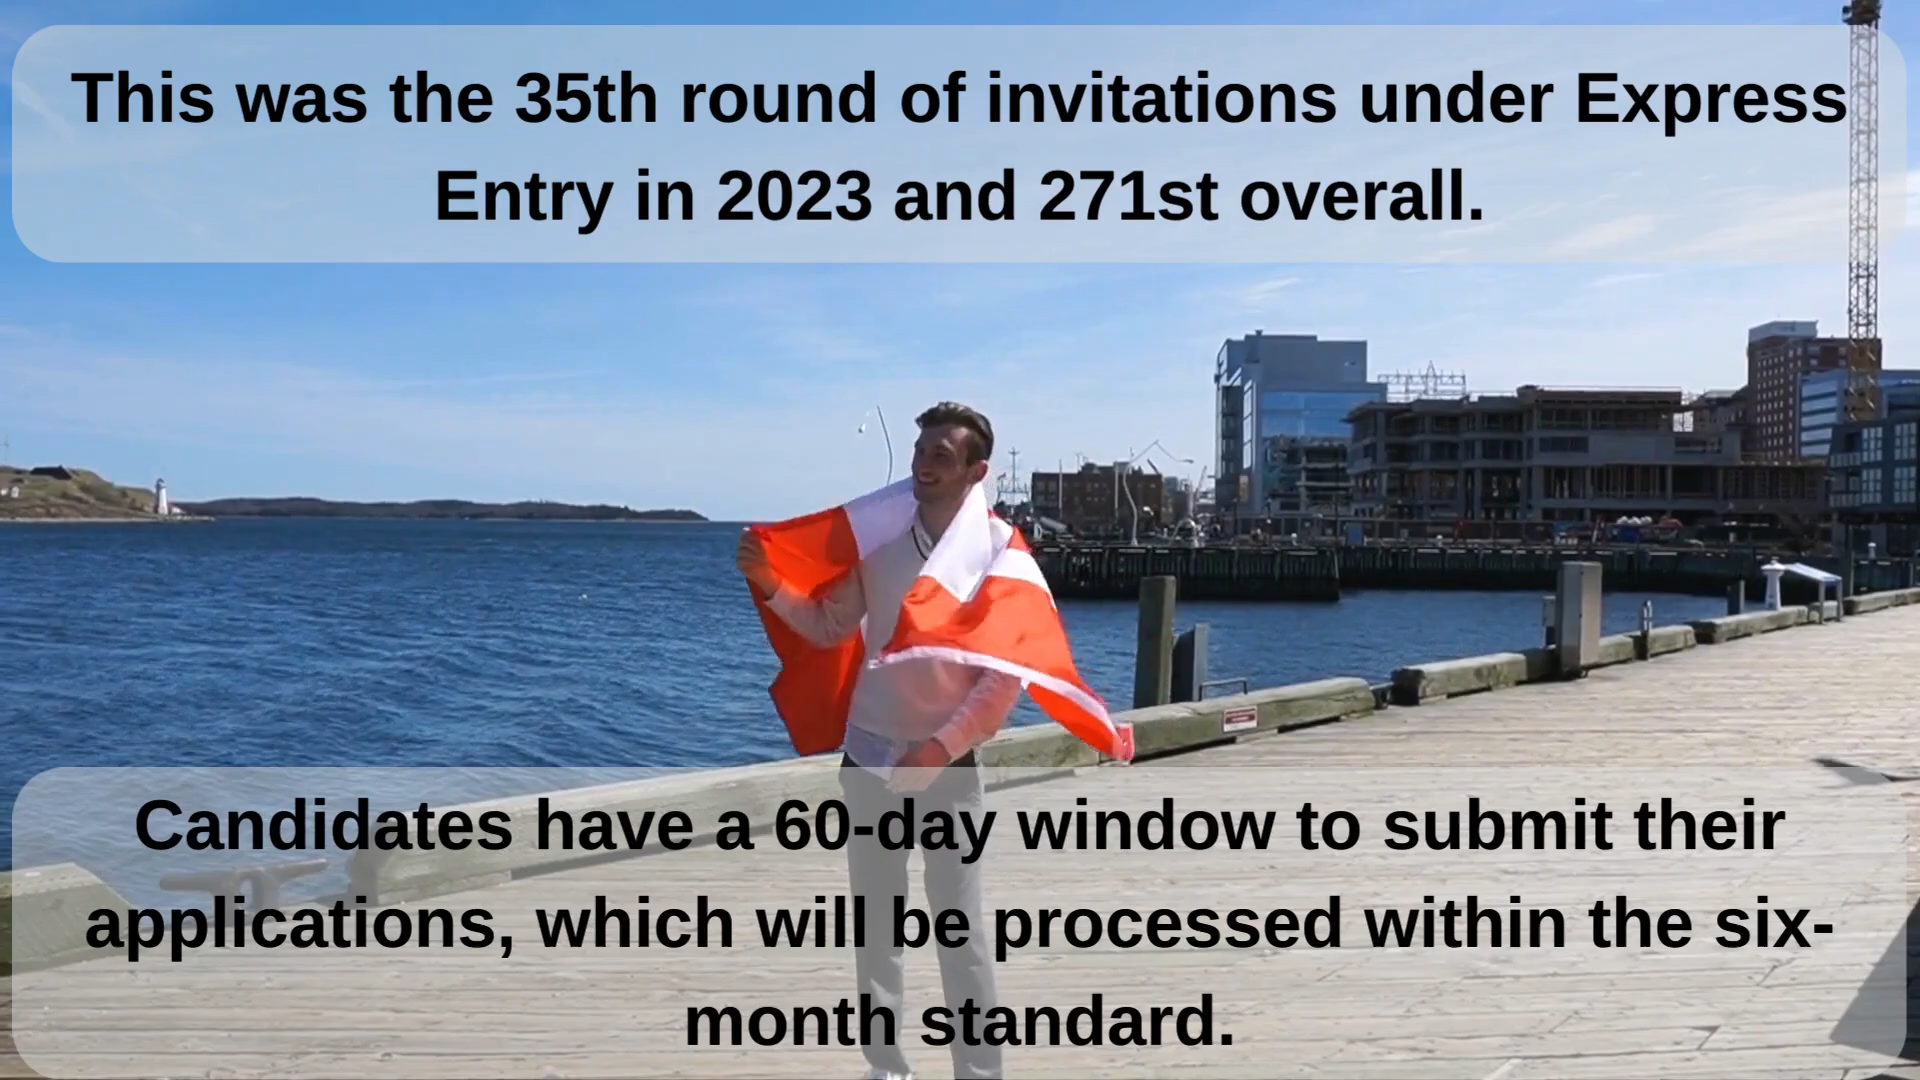 This was the 35th round of invitations under Express
Entry in 2023 and 271st overall.
Candidates have a 60-day window to submit their
applications, which will be processed within the six-
month standard.